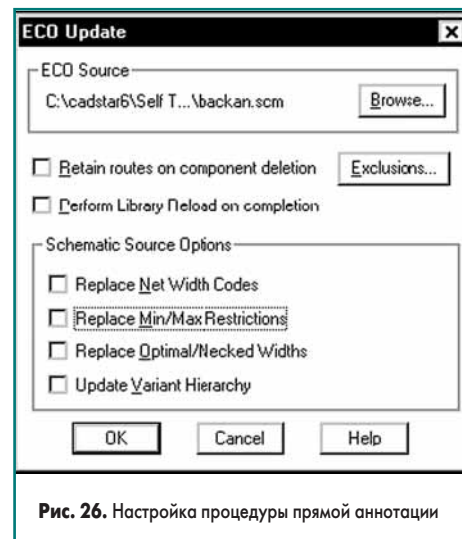 ECO Update
ECO Source
C:\cadstar6\Self T...\backan.scm
Browse...
Retain routes on component deletion
Exclusions...
Perform Library Reload on completion
Schematic Source Options
Replace Net Width Codes
Replace Min/Max Restrictions
Replace Optimal/Necked Widths
Update Variant Hierarchy
OK Cancel Help
Рис. 26. Настройка процедуры прямой аннотации